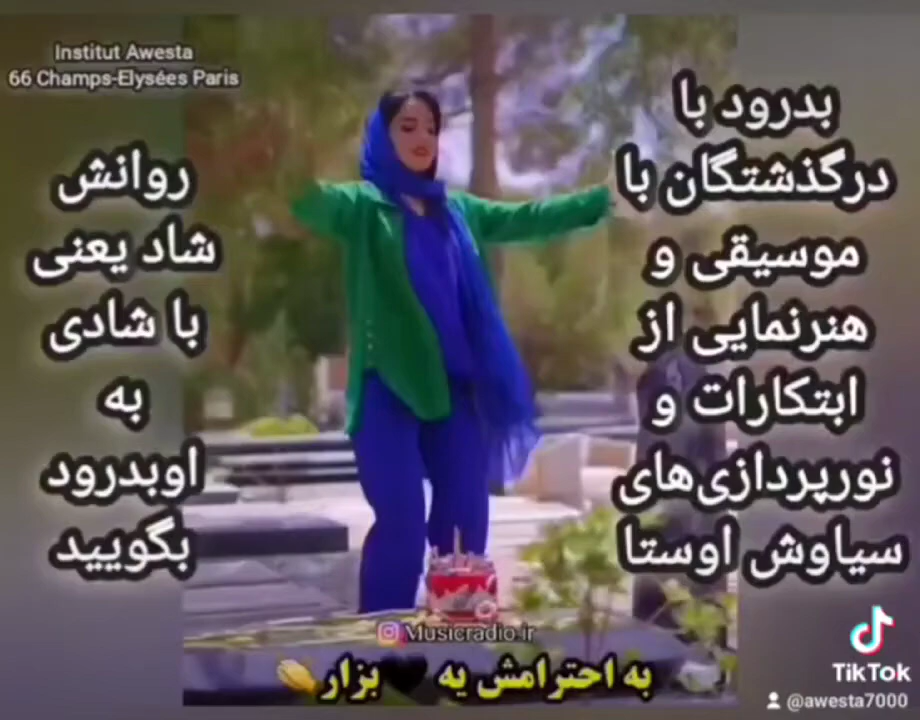 Institut Awesta
66 Champs-Elysées Paris
بدرود با
درگذشتگان با
موسیقی و
هنرنمایی از
ابتکارات و
نورپردازی‌های
سیاوش اوستا
روانش
شاد یعنی
با شادی
به
اوبدرود
بگویید
Musicradio.ir
به احترامش یه 🖤 بزار 👏
TikTok
@awesta7000